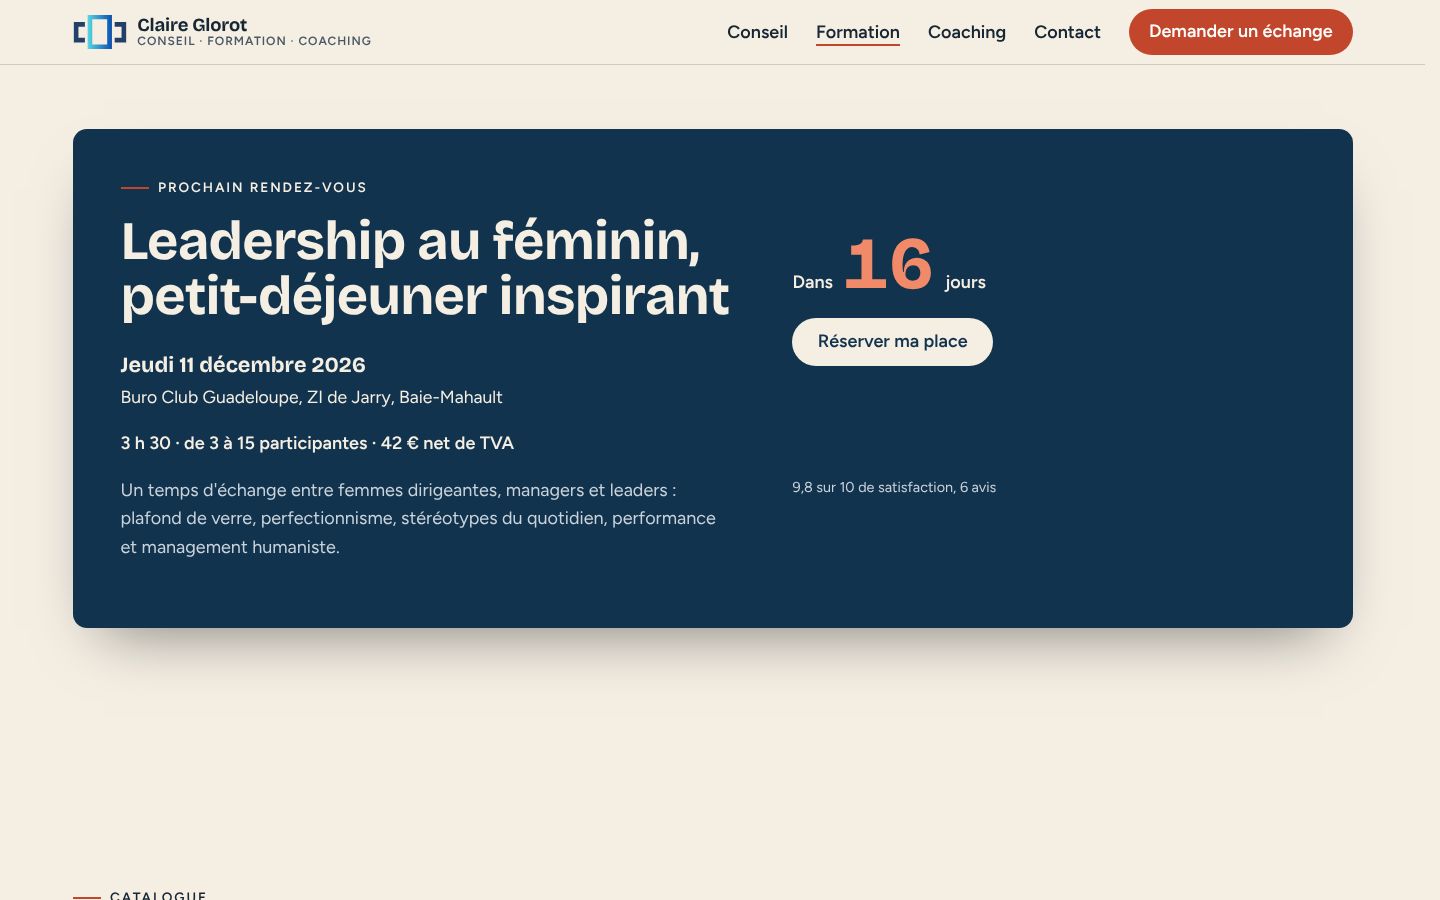 Claire Glorot
CONSEIL · FORMATION · COACHING
Conseil
Formation
Coaching
Contact
Demander un échange
PROCHAIN RENDEZ-VOUS
Leadership au féminin,
petit-déjeuner inspirant
Jeudi 11 décembre 2026
Buro Club Guadeloupe, ZI de Jarry, Baie-Mahault
3 h 30 · de 3 à 15 participantes · 42 € net de TVA
Un temps d'échange entre femmes dirigeantes, managers et leaders :
plafond de verre, perfectionnisme, stéréotypes du quotidien, performance
et management humaniste.
Dans 16 jours
Réserver ma place
9,8 sur 10 de satisfaction, 6 avis
CATALOGUE